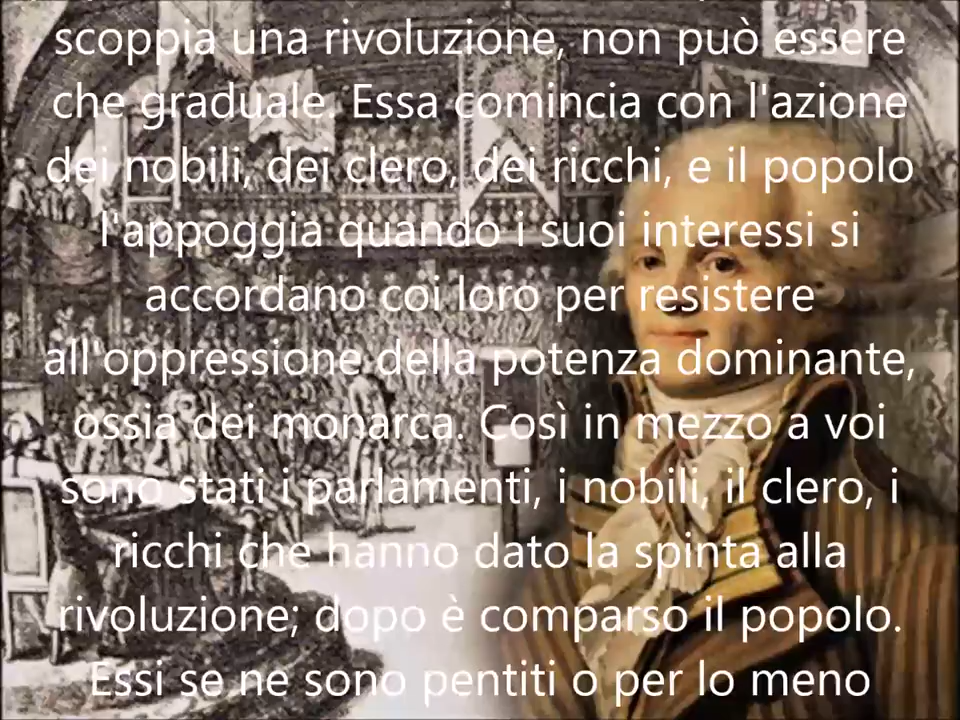 scoppia una rivoluzione, non può essere
che graduale. Essa comincia con l'azione
dei nobili, dei clero, dei ricchi, e il popolo
l'appoggia quando i suoi interessi si
accordano coi loro per resistere
all'oppressione della potenza dominante,
ossia dei monarca. Così in mezzo a voi
sono stati i parlamenti, i nobili, il clero, i
ricchi che hanno dato la spinta alla
rivoluzione; dopo è comparso il popolo.
Essi se ne sono pentiti o per lo meno